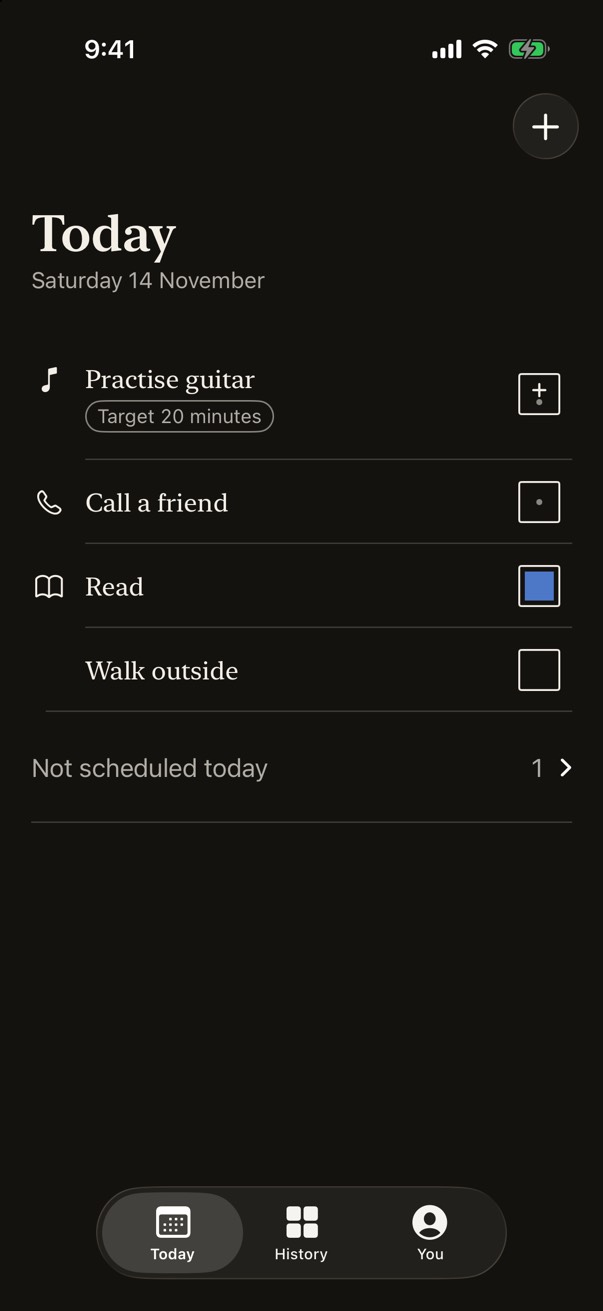 9:41
Today
Saturday 14 November
Practise guitar
Target 20 minutes
Call a friend
Read
Walk outside
Not scheduled today 1
Today History You